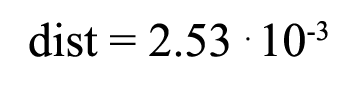 dist = 2.53 · 10⁻³